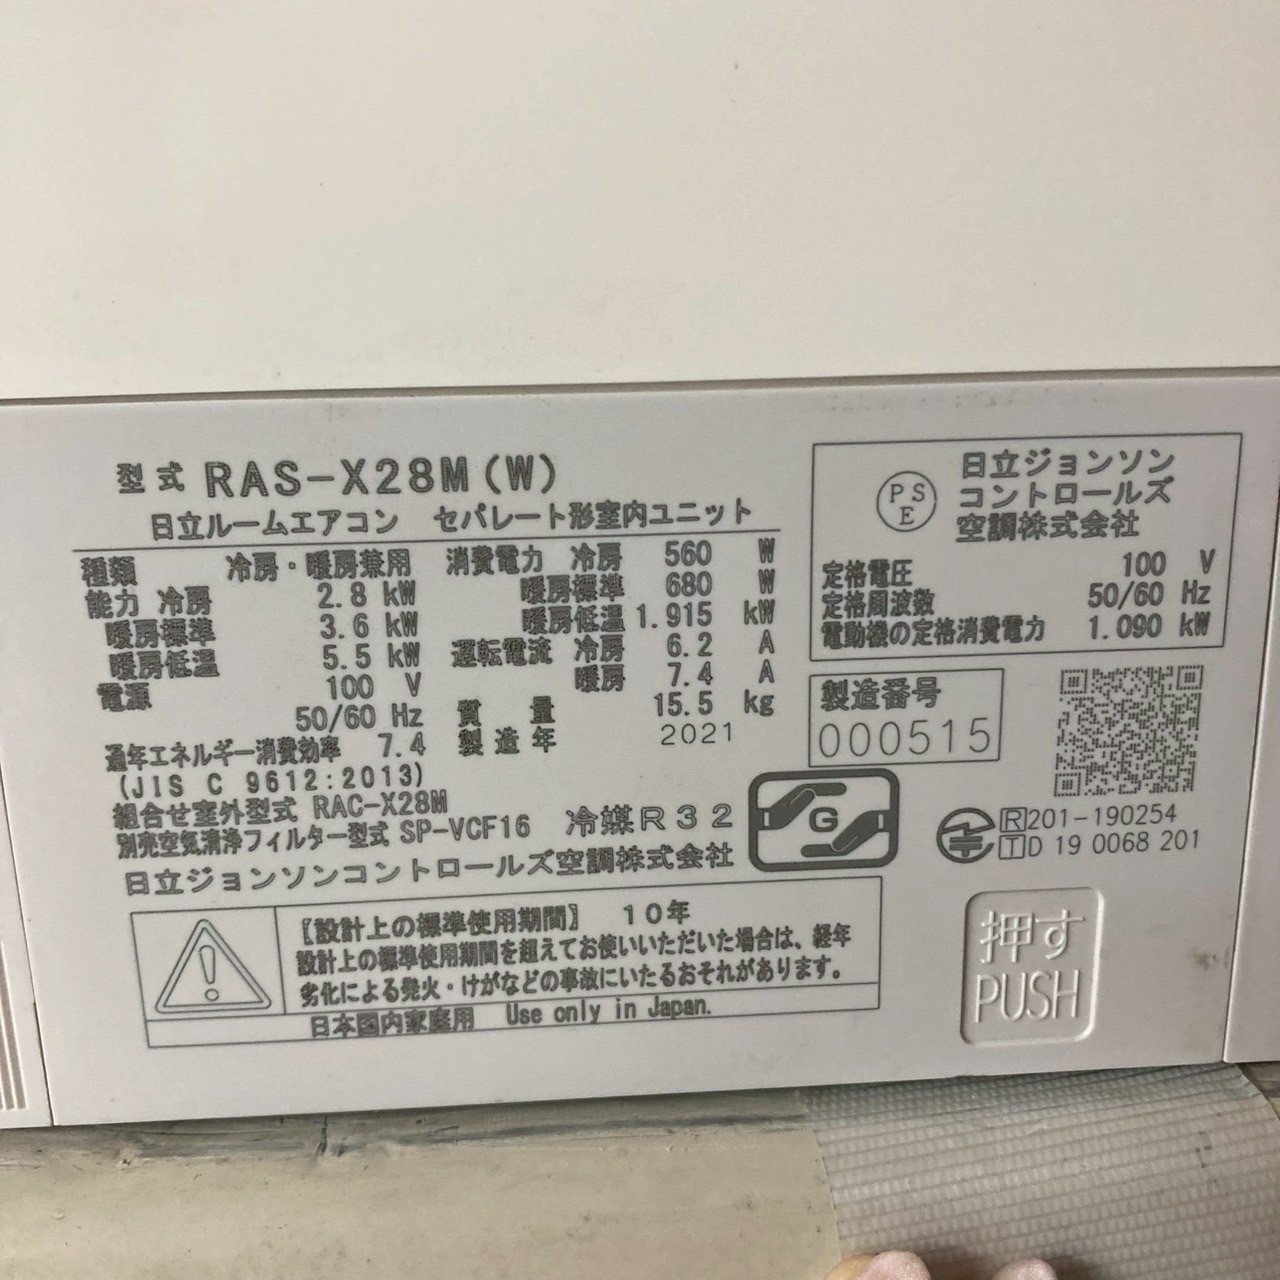 型式 RAS-X28M(W)
日立ルームエアコン セパレート形室内ユニット
種類 冷房・暖房兼用
能力 冷房 2.8 kW
暖房標準 3.6 kW
暖房低温 5.5 kW
電源 100 V
50/60 Hz
通年エネルギー消費効率 7.4
(JIS C 9612:2013)
消費電力 冷房 560 W
暖房標準 680 W
暖房低温 1.915 kW
運転電流 冷房 6.2 A
暖房 7.4 A
質量 15.5 kg
製造年 2021
組合せ室外型式 RAC-X28M
別売空気清浄フィルター型式 SP-VCF16 冷媒R32
日立ジョンソンコントロールズ空調株式会社
G
【設計上の標準使用期間】 10年
設計上の標準使用期間を超えてお使いいただいた場合は、経年
劣化による発火・けがなどの事故にいたるおそれがあります。
日本国内家庭用 Use only in Japan.
PS
E
日立ジョンソン
コントロールズ
空調株式会社
定格電圧 100 V
定格周波数 50/60 Hz
電動機の定格消費電力 1.090 kW
製造番号
000515
R201-190254
TD 19 0068 201
押す
PUSH